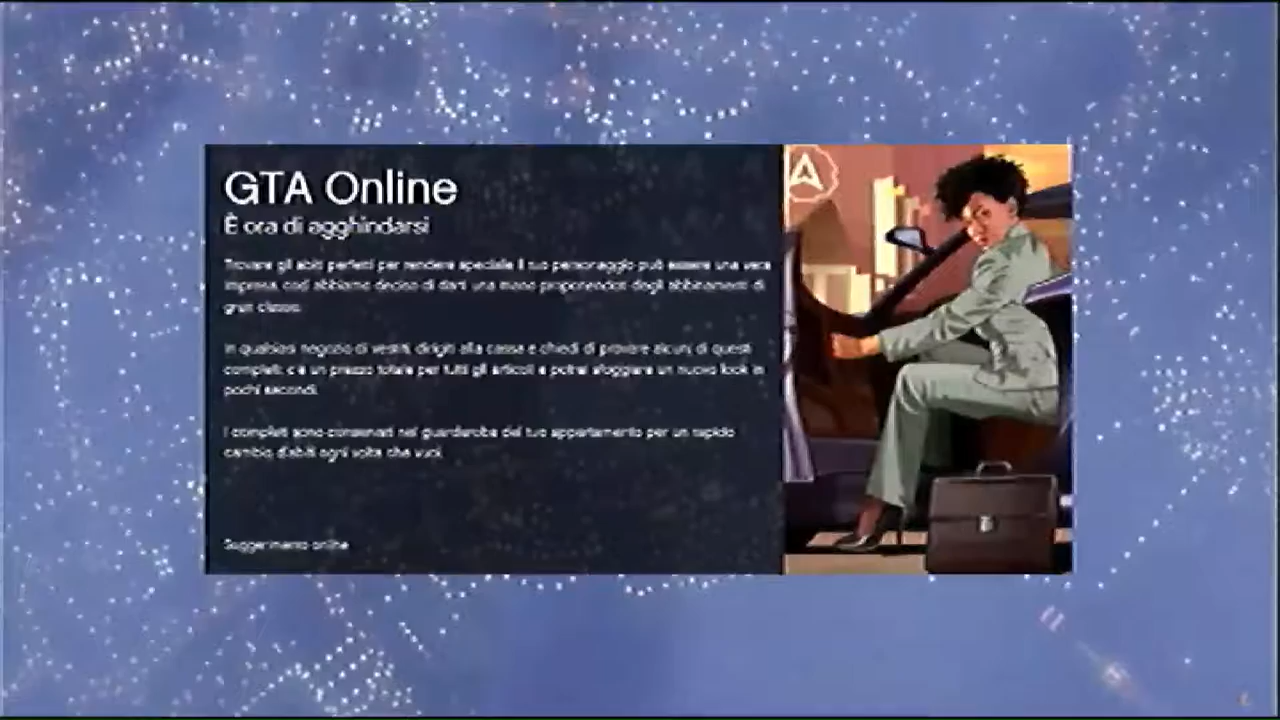 GTA Online
È ora di agghindarsi
Trovare gli abiti perfetti per rendere speciale il tuo personaggio può essere una vera
impresa, così abbiamo deciso di darti una mano proponendoti degli abbinamenti di
gran classe.
In qualsiasi negozio di vestiti, dirigiti alla cassa e chiedi di provare alcuni di questi
completi: c'è un prezzo totale per tutti gli articoli e potrai sfoggiare un nuovo look in
pochi secondi.
I completi sono conservati nel guardaroba del tuo appartamento per un rapido
cambio d'abiti ogni volta che vuoi.
Suggerimento online